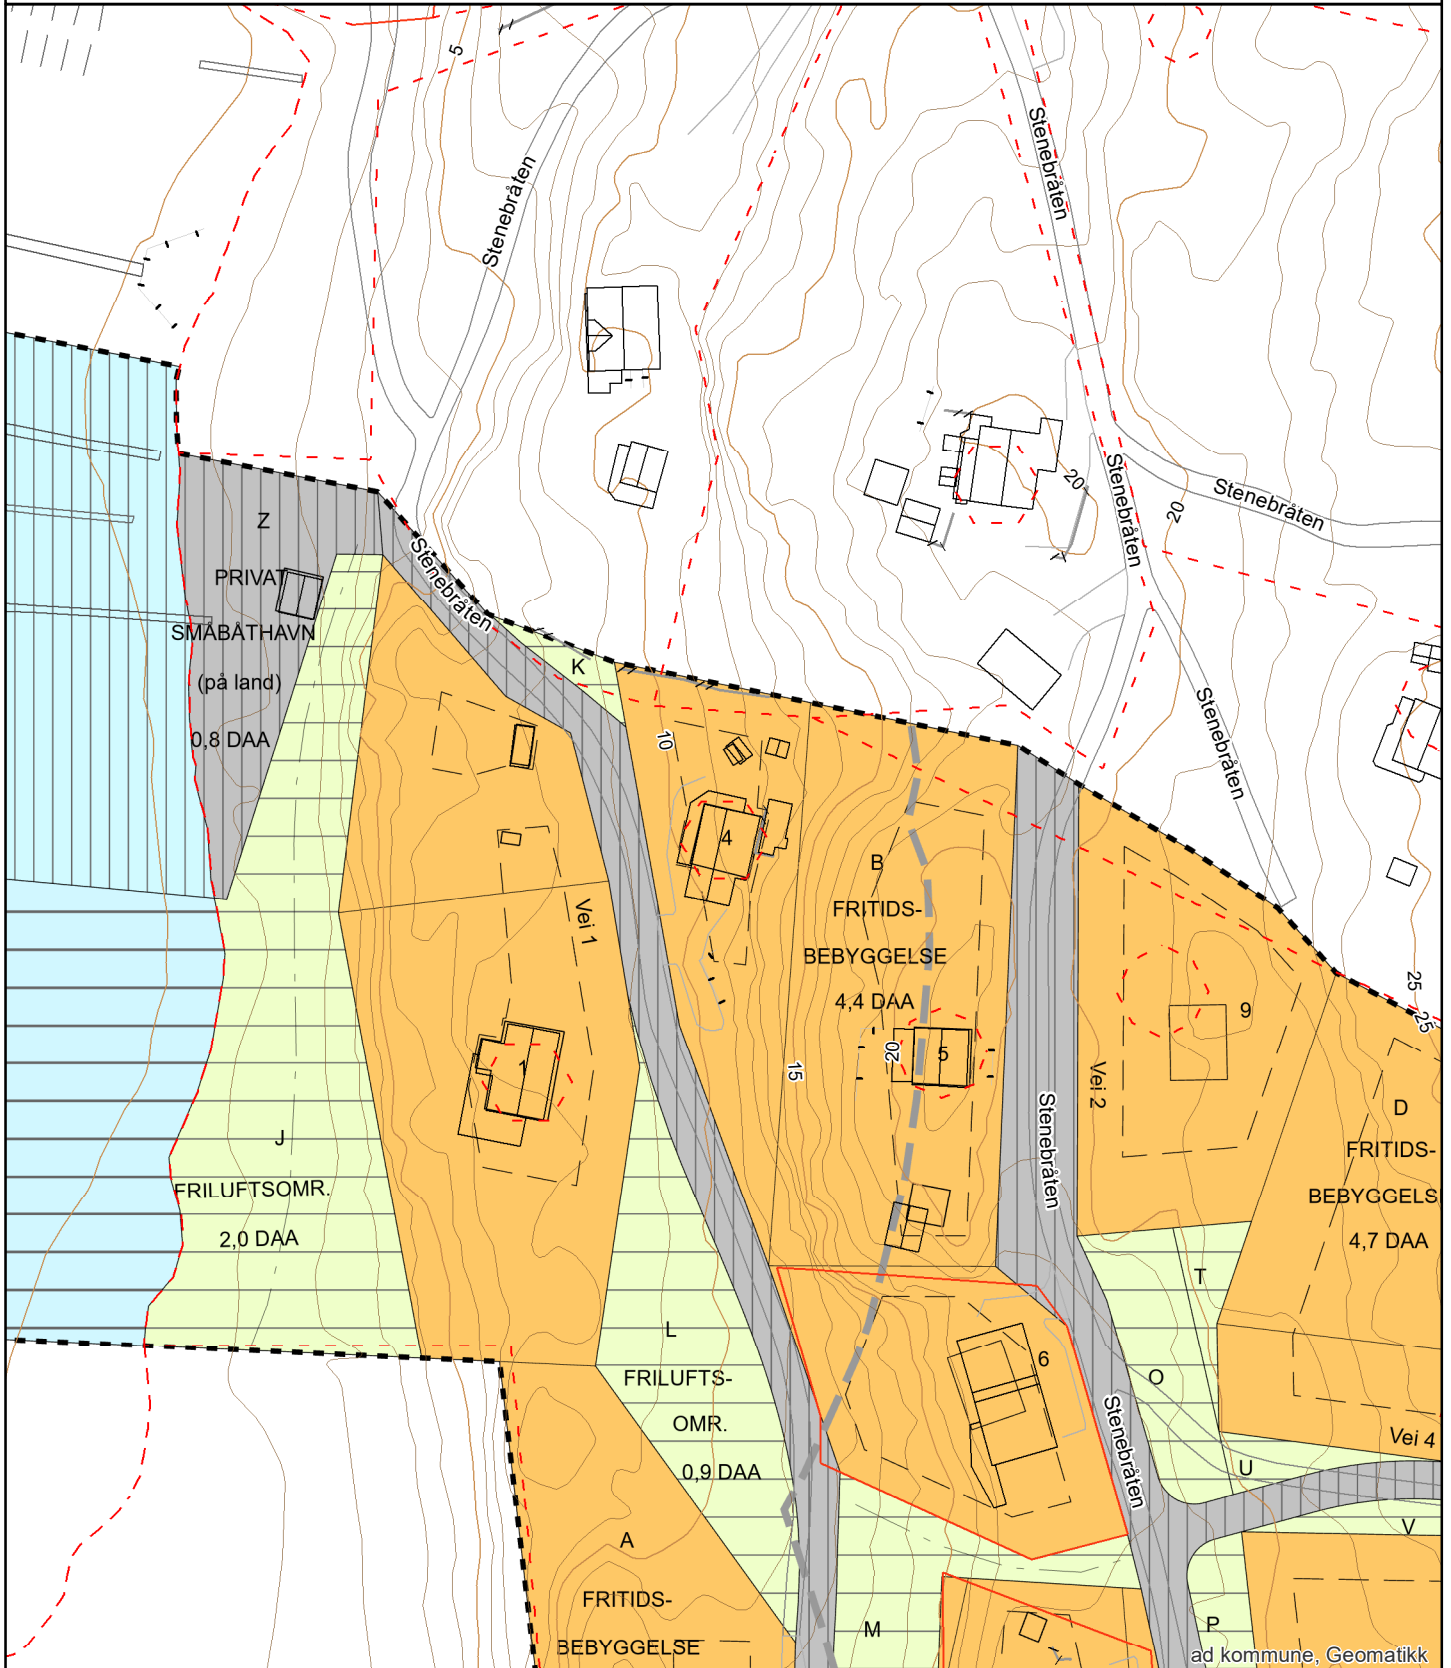 5
Stenebråten
Stenebråten
20
Stenebråten
20
Stenebråten
Z
PRIVAT
SMÅBÅTHAVN
(på land)
0,8 DAA
Stenebråten
K
Stenebråten
10
4
B
FRITIDS-
BEBYGGELSE
4,4 DAA
Vei 1
9
25
25
1
15
20
5
Vei 2
D
FRITIDS-
BEBYGGELS
4,7 DAA
Stenebråten
J
FRILUFTSOMR.
2,0 DAA
T
L
FRILUFTS-
OMR.
0,9 DAA
6
O
Stenebråten
Vei 4
U
V
A
FRITIDS-
BEBYGGELSE
M
P
ad kommune, Geomatikk